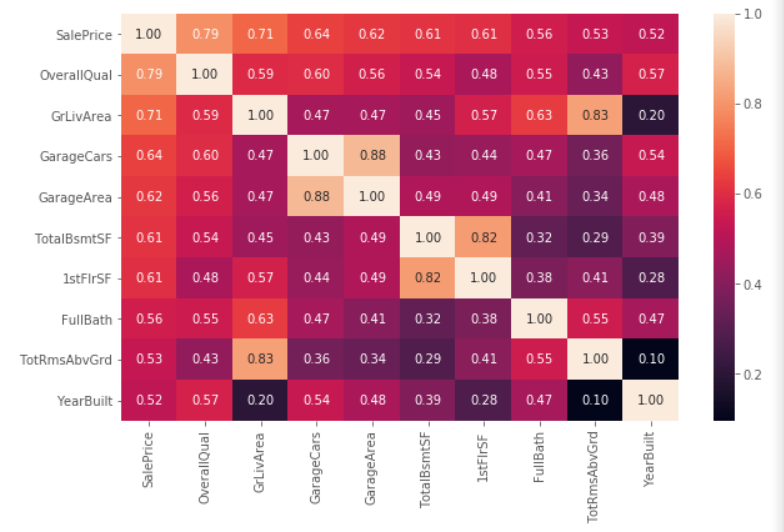 SalePrice 1.00 0.79 0.71 0.64 0.62 0.61 0.61 0.56 0.53 0.52
OverallQual 0.79 1.00 0.59 0.60 0.56 0.54 0.48 0.55 0.43 0.57
GrLivArea 0.71 0.59 1.00 0.47 0.47 0.45 0.57 0.63 0.83 0.20
GarageCars 0.64 0.60 0.47 1.00 0.88 0.43 0.44 0.47 0.36 0.54
GarageArea 0.62 0.56 0.47 0.88 1.00 0.49 0.49 0.41 0.34 0.48
TotalBsmtSF 0.61 0.54 0.45 0.43 0.49 1.00 0.82 0.32 0.29 0.39
1stFlrSF 0.61 0.48 0.57 0.44 0.49 0.82 1.00 0.38 0.41 0.28
FullBath 0.56 0.55 0.63 0.47 0.41 0.32 0.38 1.00 0.55 0.47
TotRmsAbvGrd 0.53 0.43 0.83 0.36 0.34 0.29 0.41 0.55 1.00 0.10
YearBuilt 0.52 0.57 0.20 0.54 0.48 0.39 0.28 0.47 0.10 1.00
SalePrice
OverallQual
GrLivArea
GarageCars
GarageArea
TotalBsmtSF
1stFlrSF
FullBath
TotRmsAbvGrd
YearBuilt
1.0
0.8
0.6
0.4
0.2